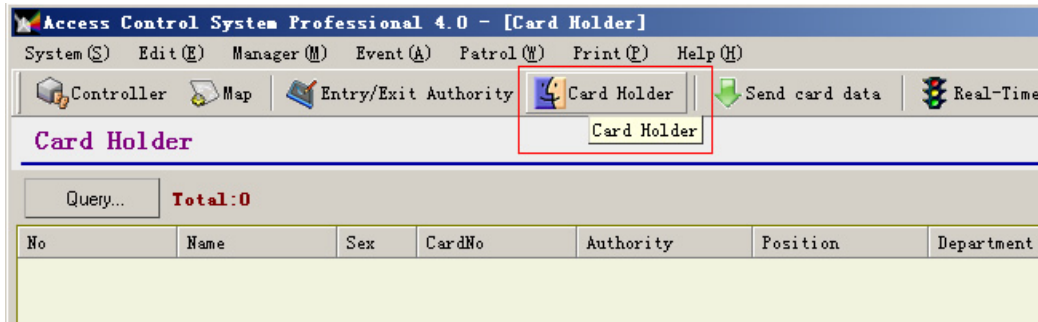 Access Control System Professional 4.0 - [Card Holder]
System(S) Edit(E) Manager(M) Event(A) Patrol(W) Print(P) Help(H)
Controller Map Entry/Exit Authority Card Holder Send card data Real-Time
Card Holder
Card Holder
Query... Total:0
No Name Sex CardNo Authority Position Department